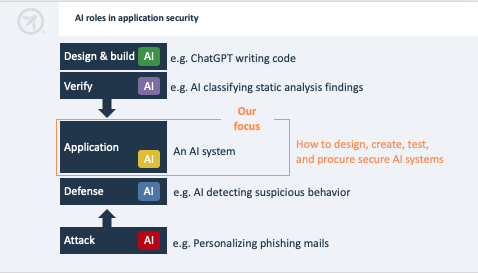 AI roles in application security
Design & build AI e.g. ChatGPT writing code
Verify AI e.g. AI classifying static analysis findings
Our
focus
Application AI An AI system
How to design, create, test,
and procure secure AI systems
Defense AI e.g. AI detecting suspicious behavior
Attack AI e.g. Personalizing phishing mails